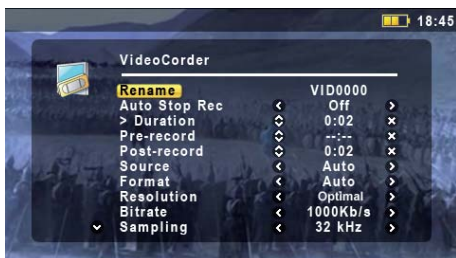 18:45
VideoCorder
Rename VID0000
Auto Stop Rec Off
> Duration 0:02
Pre-record --:--
Post-record 0:02
Source Auto
Format Auto
Resolution Optimal
Bitrate 1000Kb/s
Sampling 32 kHz